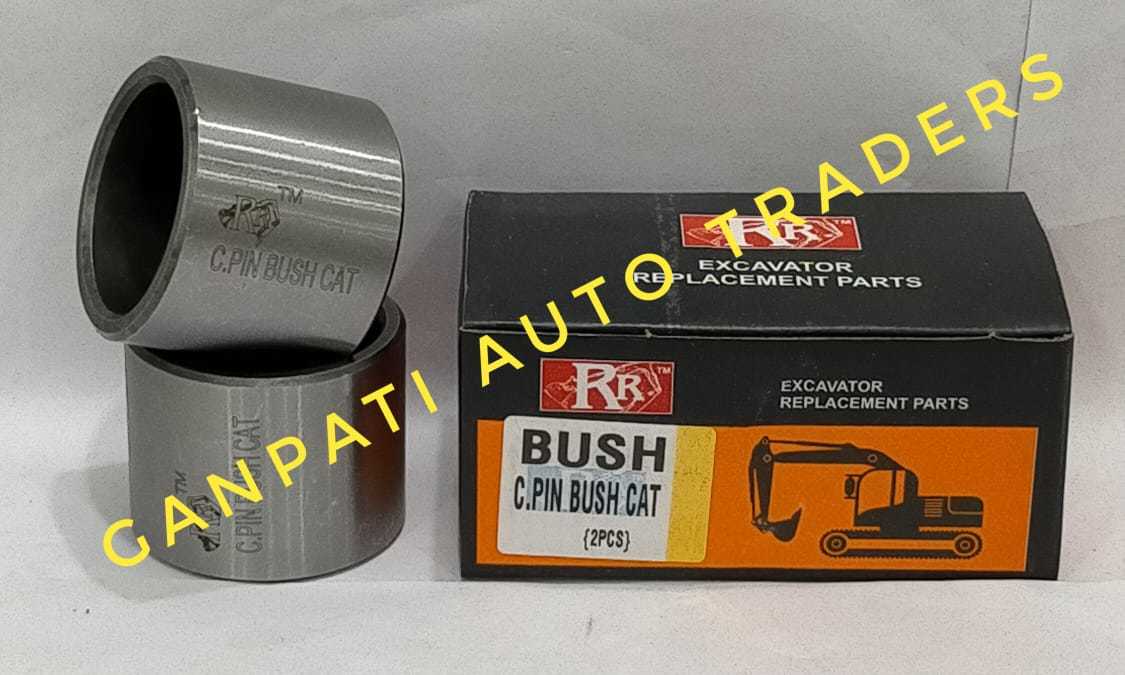 RR™
C.PIN BUSH CAT
RR™
C.PIN BUSH CAT
RR™
EXCAVATOR
REPLACEMENT PARTS
RR™
EXCAVATOR
REPLACEMENT PARTS
BUSH
C.PIN BUSH CAT
{2PCS}
GANPATI AUTO TRADERS